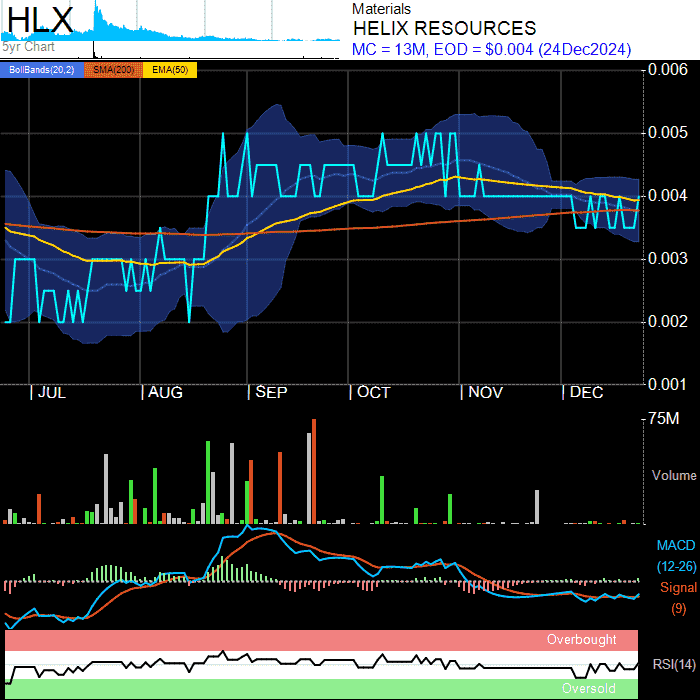 HLX
5yr Chart
Materials
HELIX RESOURCES
MC = 13M, EOD = $0.004 (24Dec2024)
BollBands(20,2) SMA(200) EMA(50)
0.006
0.005
0.004
0.003
0.002
0.001
JUL AUG SEP OCT NOV DEC
75M
Volume
MACD
(12-26)
Signal
(9)
Overbought
RSI(14)
Oversold